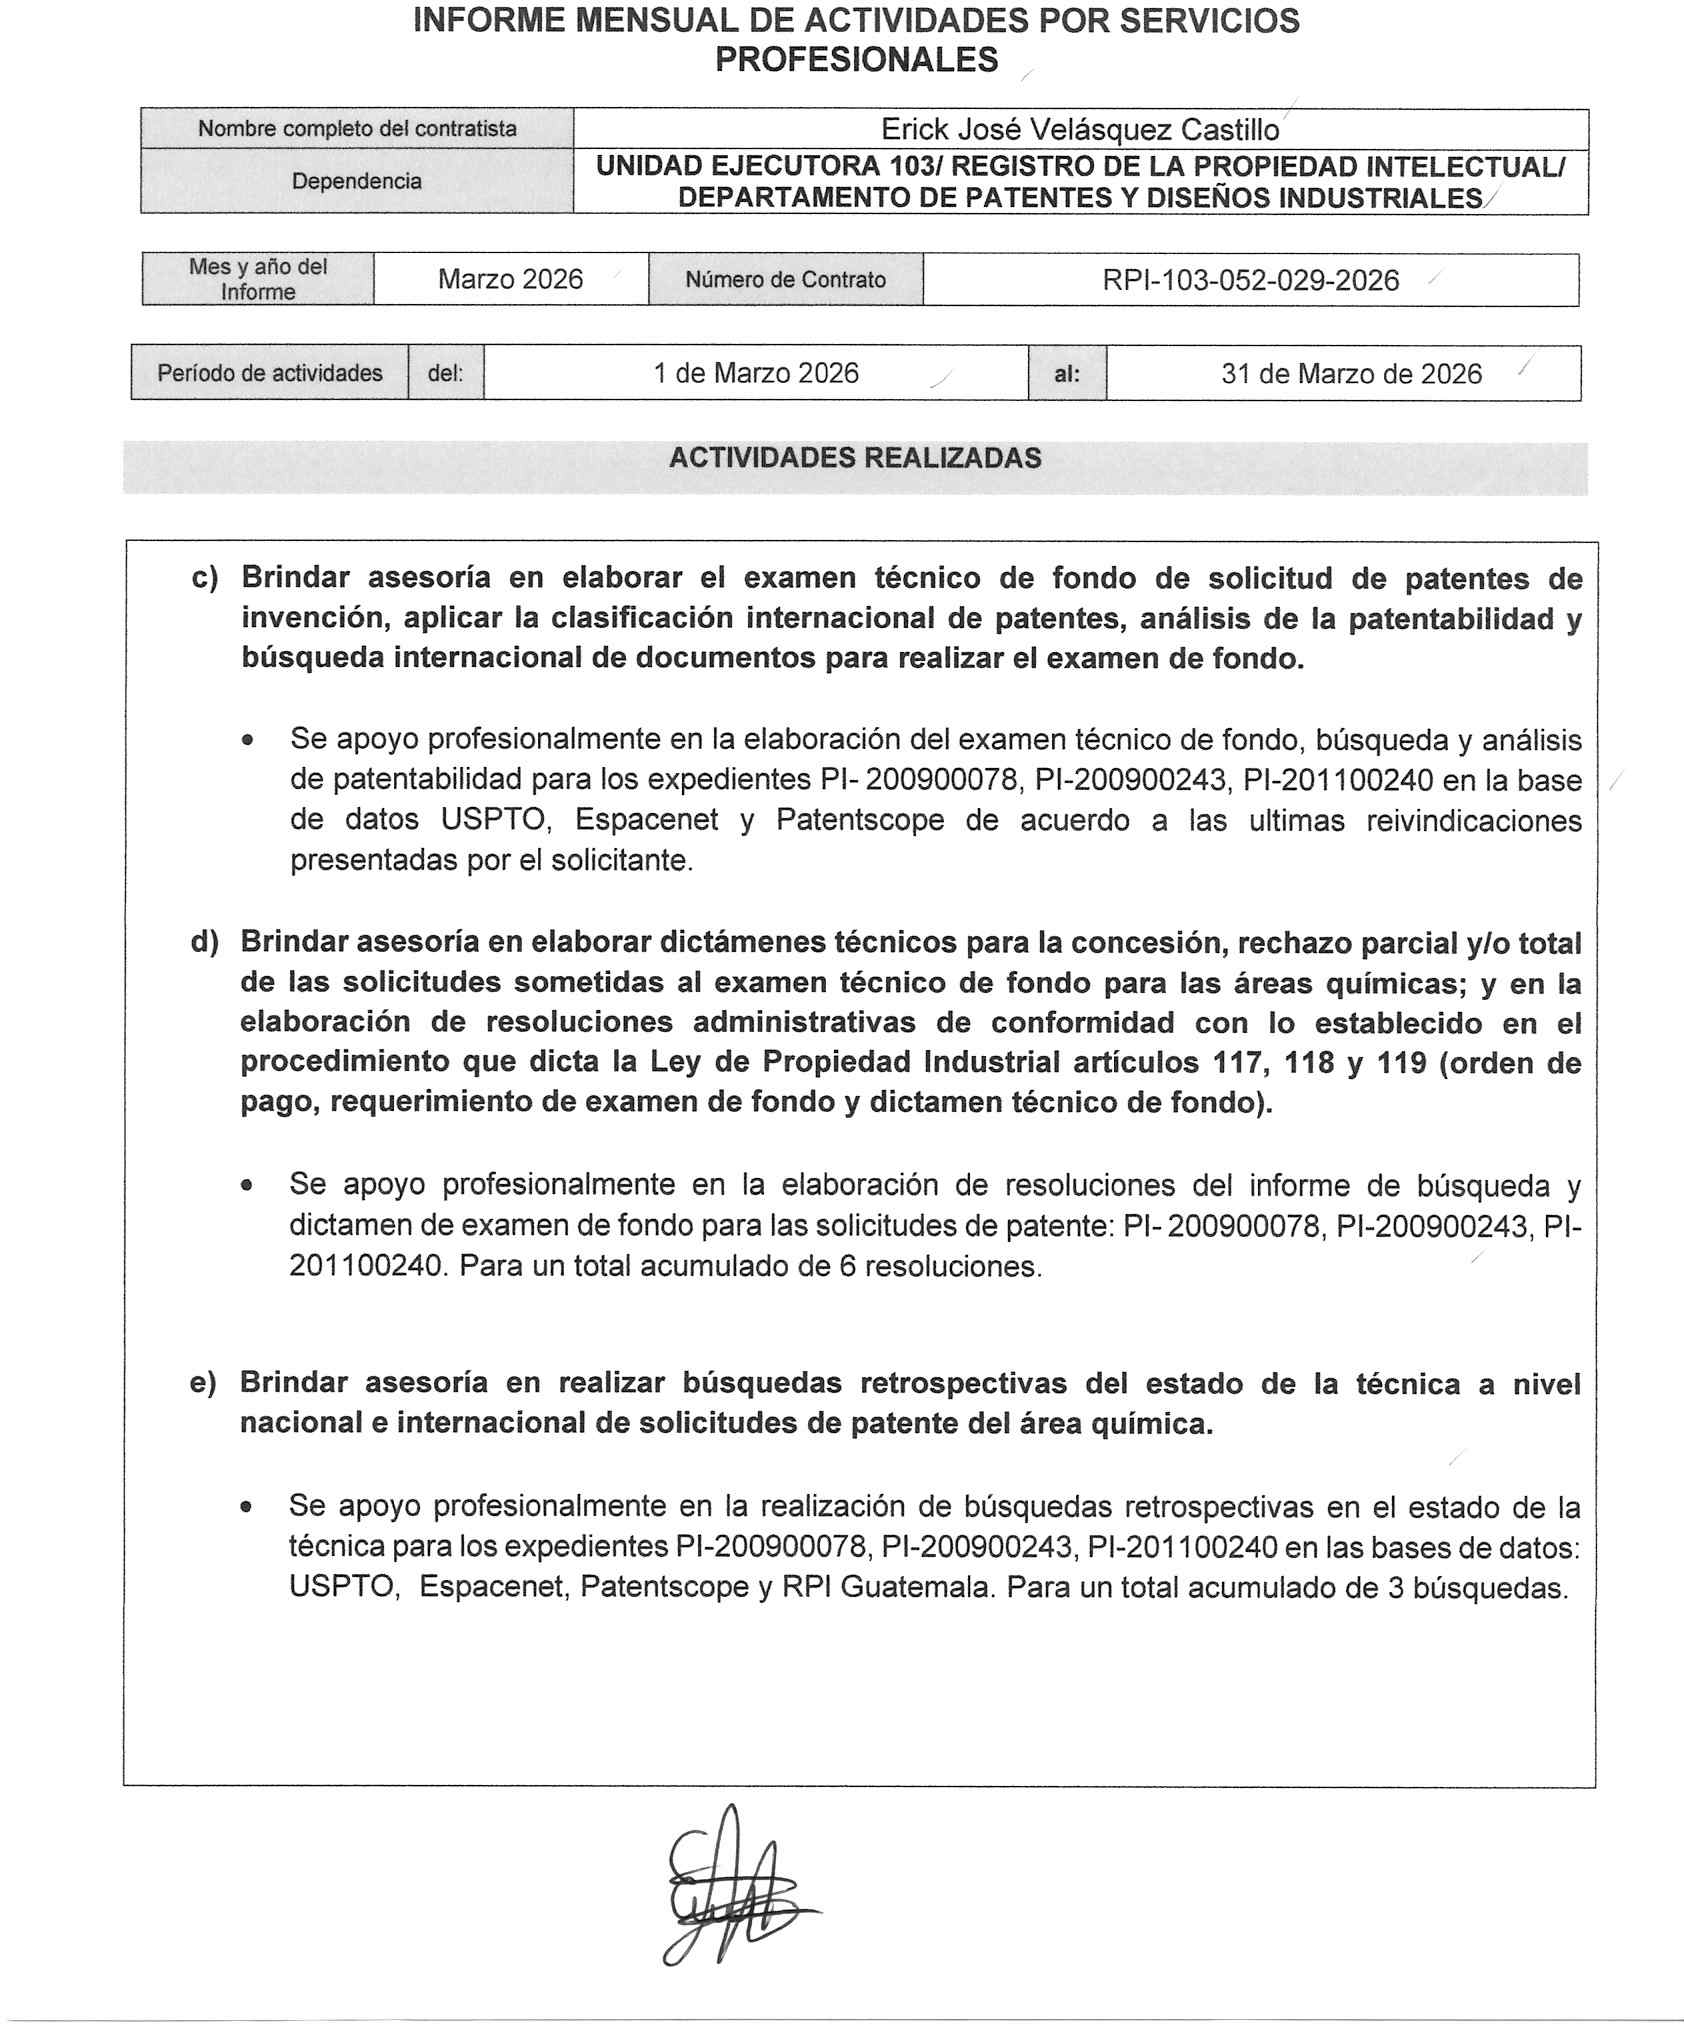 INFORME MENSUAL DE ACTIVIDADES POR SERVICIOS
PROFESIONALES
Nombre completo del contratista
Erick José Velásquez Castillo
Dependencia
UNIDAD EJECUTORA 103/ REGISTRO DE LA PROPIEDAD INTELECTUAL/
DEPARTAMENTO DE PATENTES Y DISEÑOS INDUSTRIALES
Mes y año del
Informe
Marzo 2026
Número de Contrato
RPI-103-052-029-2026
Período de actividades
del:
1 de Marzo 2026
al:
31 de Marzo de 2026
ACTIVIDADES REALIZADAS
c) Brindar asesoría en elaborar el examen técnico de fondo de solicitud de patentes de
invención, aplicar la clasificación internacional de patentes, análisis de la patentabilidad y
búsqueda internacional de documentos para realizar el examen de fondo.
• Se apoyo profesionalmente en la elaboración del examen técnico de fondo, búsqueda y análisis
de patentabilidad para los expedientes PI- 200900078, PI-200900243, PI-201100240 en la base
de datos USPTO, Espacenet y Patentscope de acuerdo a las ultimas reivindicaciones
presentadas por el solicitante.
d) Brindar asesoría en elaborar dictámenes técnicos para la concesión, rechazo parcial y/o total
de las solicitudes sometidas al examen técnico de fondo para las áreas químicas; y en la
elaboración de resoluciones administrativas de conformidad con lo establecido en el
procedimiento que dicta la Ley de Propiedad Industrial artículos 117, 118 y 119 (orden de
pago, requerimiento de examen de fondo y dictamen técnico de fondo).
• Se apoyo profesionalmente en la elaboración de resoluciones del informe de búsqueda y
dictamen de examen de fondo para las solicitudes de patente: PI- 200900078, PI-200900243, PI-
201100240. Para un total acumulado de 6 resoluciones.
e) Brindar asesoría en realizar búsquedas retrospectivas del estado de la técnica a nivel
nacional e internacional de solicitudes de patente del área química.
• Se apoyo profesionalmente en la realización de búsquedas retrospectivas en el estado de la
técnica para los expedientes PI-200900078, PI-200900243, PI-201100240 en las bases de datos:
USPTO, Espacenet, Patentscope y RPI Guatemala. Para un total acumulado de 3 búsquedas.